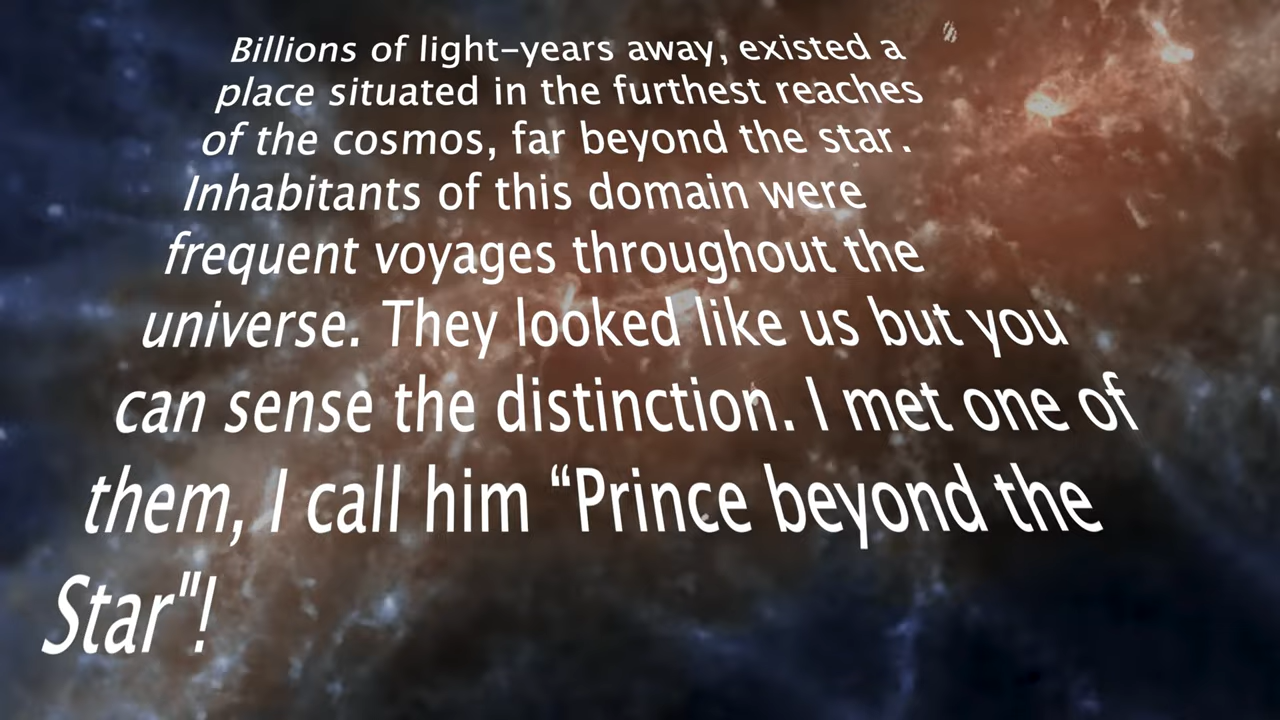 Billions of light-years away, existed a
place situated in the furthest reaches
of the cosmos, far beyond the star.
Inhabitants of this domain were
frequent voyages throughout the
universe. They looked like us but you
can sense the distinction. I met one of
them, I call him “Prince beyond the
Star"!